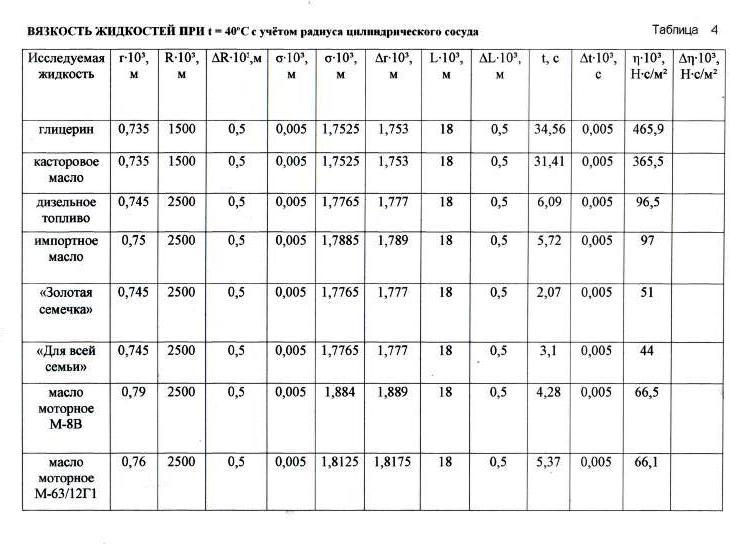 ВЯЗКОСТЬ ЖИДКОСТЕЙ ПРИ t = 40ºС с учётом радиуса цилиндрического сосуда Таблица 4
Исследуемая жидкость r·10³, м R·10³, м ΔR·10³,м σ·10³, м σ·10³, м Δr·10³, м L·10³, м ΔL·10³, м t, с Δt·10³, с η·10³, Н·с/м² Δη·10³, Н·с/м²
глицерин 0,735 1500 0,5 0,005 1,7525 1,753 18 0,5 34,56 0,005 465,9
касторовое масло 0,735 1500 0,5 0,005 1,7525 1,753 18 0,5 31,41 0,005 365,5
дизельное топливо 0,745 2500 0,5 0,005 1,7765 1,777 18 0,5 6,09 0,005 96,5
импортное масло 0,75 2500 0,5 0,005 1,7885 1,789 18 0,5 5,72 0,005 97
«Золотая семечка» 0,745 2500 0,5 0,005 1,7765 1,777 18 0,5 2,07 0,005 51
«Для всей семьи» 0,745 2500 0,5 0,005 1,7765 1,777 18 0,5 3,1 0,005 44
масло моторное М-8В 0,79 2500 0,5 0,005 1,884 1,889 18 0,5 4,28 0,005 66,5
масло моторное М-63/12Г1 0,76 2500 0,5 0,005 1,8125 1,8175 18 0,5 5,37 0,005 66,1